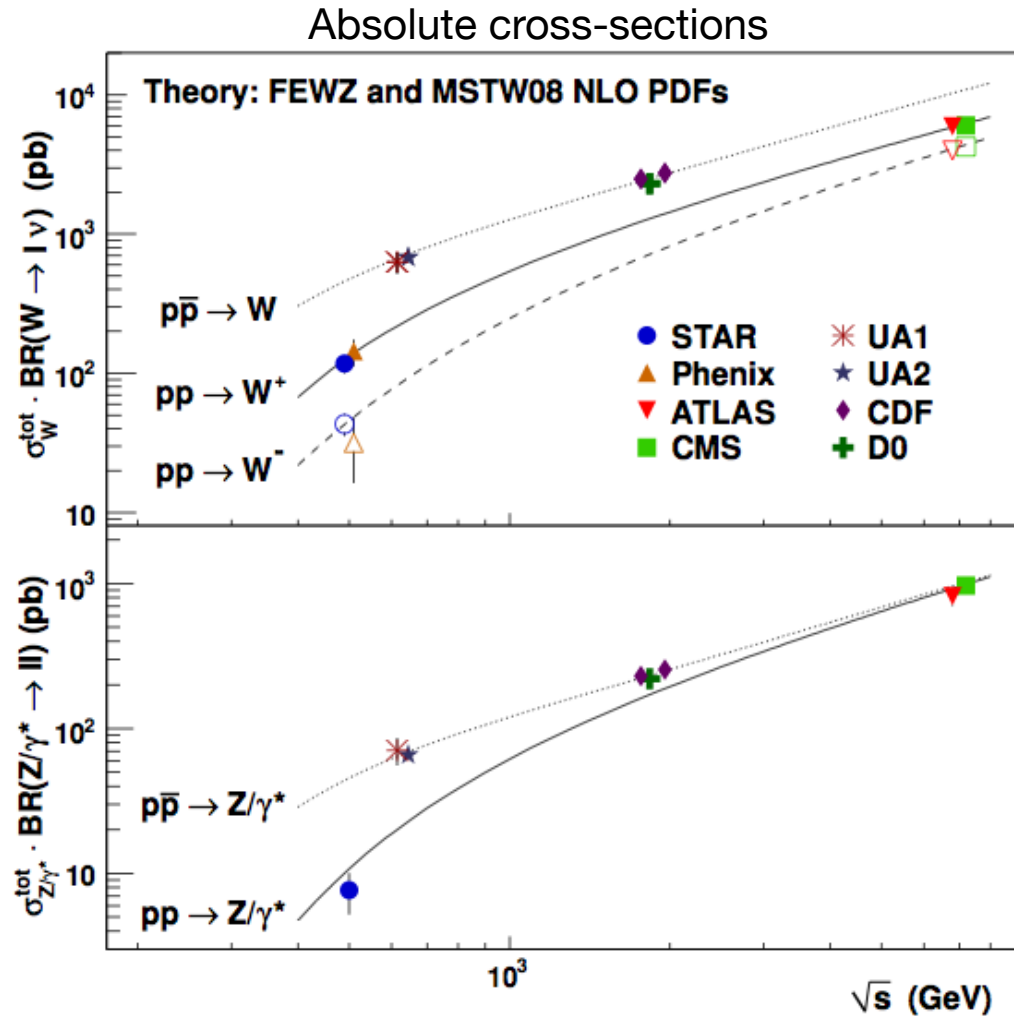 Absolute cross-sections
Theory: FEWZ and MSTW08 NLO PDFs
σ_W^tot · BR(W → l ν) (pb)
10⁴
10³
10²
10
pp̅ → W
pp → W⁺
pp → W⁻
STAR
Phenix
ATLAS
CMS
UA1
UA2
CDF
D0
σ_Z/γ*^tot · BR(Z/γ* → ll) (pb)
10³
10²
10
pp̅ → Z/γ*
pp → Z/γ*
10³
√s (GeV)